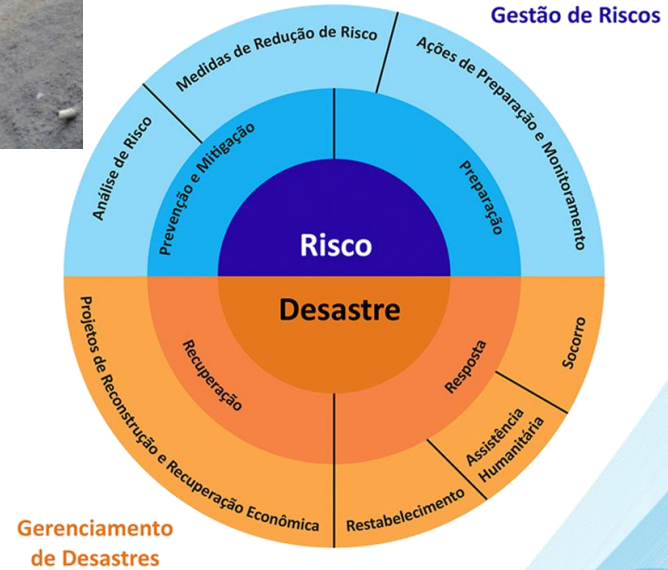 Gestão de Riscos
Medidas de Redução de Risco
Ações de Preparação e Monitoramento
Análise de Risco
Prevenção e Mitigação
Preparação
Risco
Desastre
Recuperação
Resposta
Socorro
Assistência
Humanitária
Restabelecimento
Projetos de Reconstrução e Recuperação Econômica
Gerenciamento
de Desastres